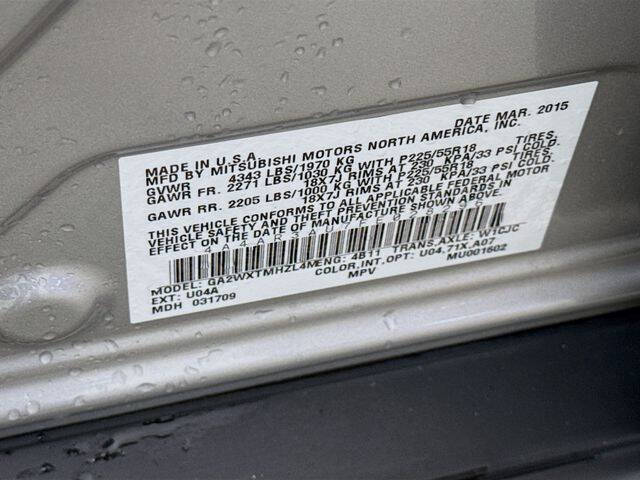 MADE IN U.S.A. DATE MAR. 2015
MFD BY MITSUBISHI MOTORS NORTH AMERICA, INC.
GVWR 4343 LBS/1970 KG
GAWR FR. 2271 LBS/1030 KG WITH P225/55R18 TIRES,
18X7J RIMS AT 230 KPA/33 PSI COLD.
GAWR RR. 2205 LBS/1000 KG WITH P225/55R18 TIRES,
18X7J RIMS AT 230 KPA/33 PSI COLD.
THIS VEHICLE CONFORMS TO ALL APPLICABLE FEDERAL MOTOR
VEHICLE SAFETY AND THEFT PREVENTION STANDARDS IN
EFFECT ON THE DATE OF MANUFACTURE SHOWN ABOVE.
MODEL: GA2WXTMHZL4M ENG: 4B11 TRANS,AXLE: W1CJC
EXT: U04A COLOR,INT,OPT: U04,71X,A07
MDH 031709 MPV MU001602